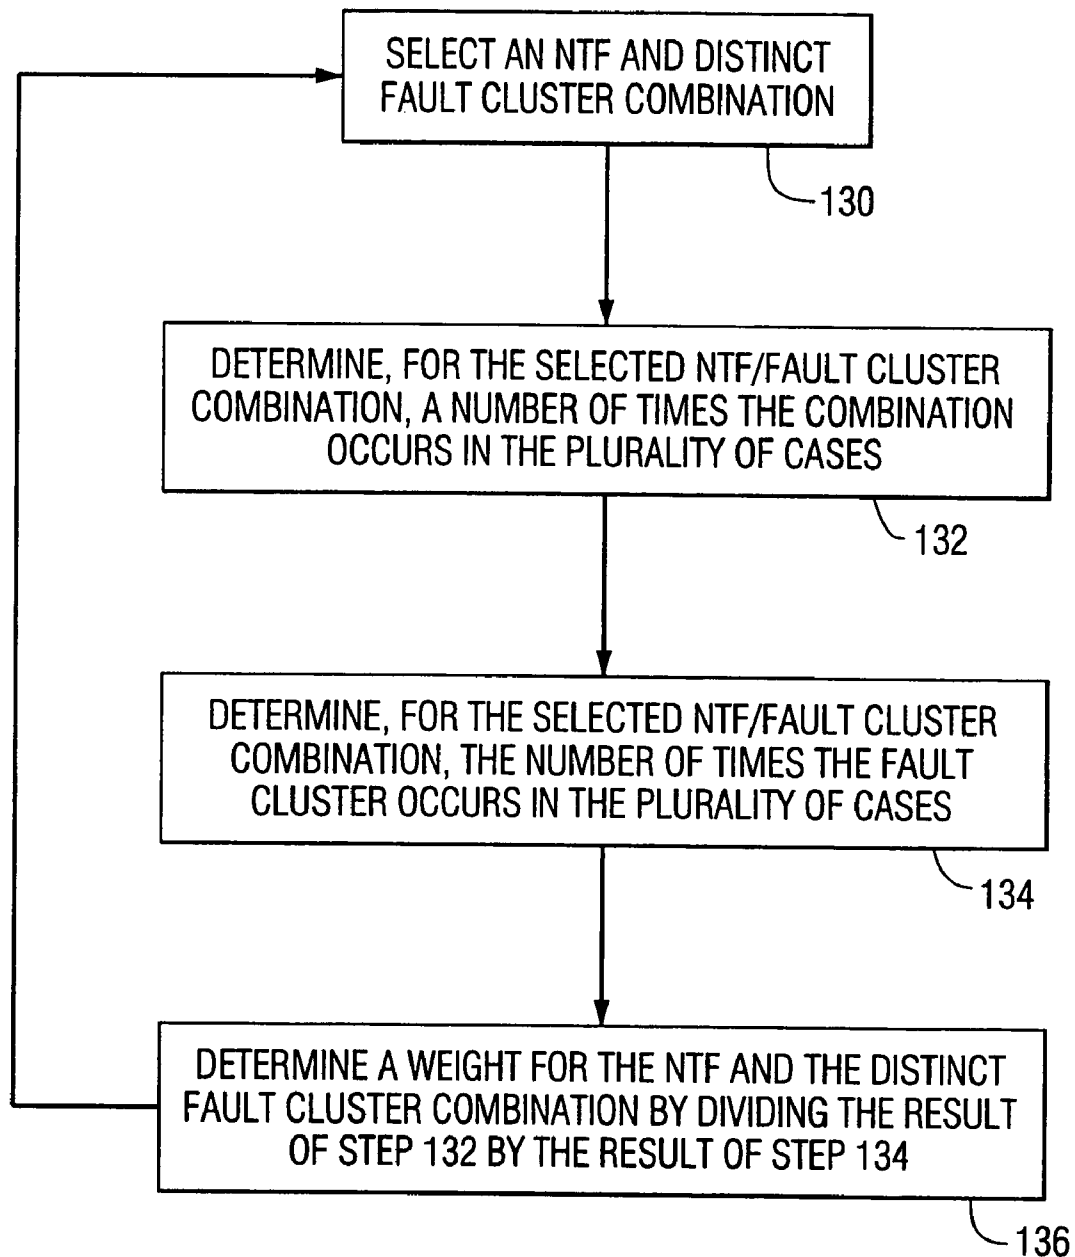 SELECT AN NTF AND DISTINCT
FAULT CLUSTER COMBINATION
130
DETERMINE, FOR THE SELECTED NTF/FAULT CLUSTER
COMBINATION, A NUMBER OF TIMES THE COMBINATION
OCCURS IN THE PLURALITY OF CASES
132
DETERMINE, FOR THE SELECTED NTF/FAULT CLUSTER
COMBINATION, THE NUMBER OF TIMES THE FAULT
CLUSTER OCCURS IN THE PLURALITY OF CASES
134
DETERMINE A WEIGHT FOR THE NTF AND THE DISTINCT
FAULT CLUSTER COMBINATION BY DIVIDING THE RESULT
OF STEP 132 BY THE RESULT OF STEP 134
136